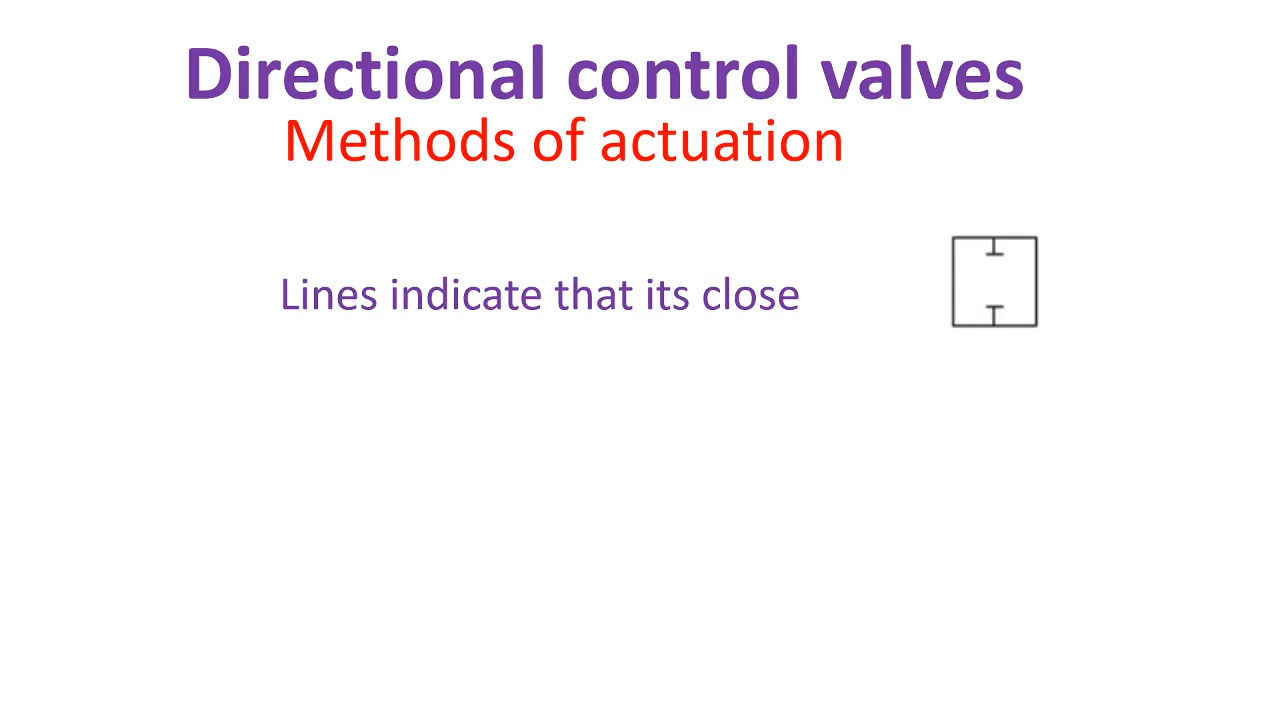 Directional control valves
Methods of actuation
Lines indicate that its close